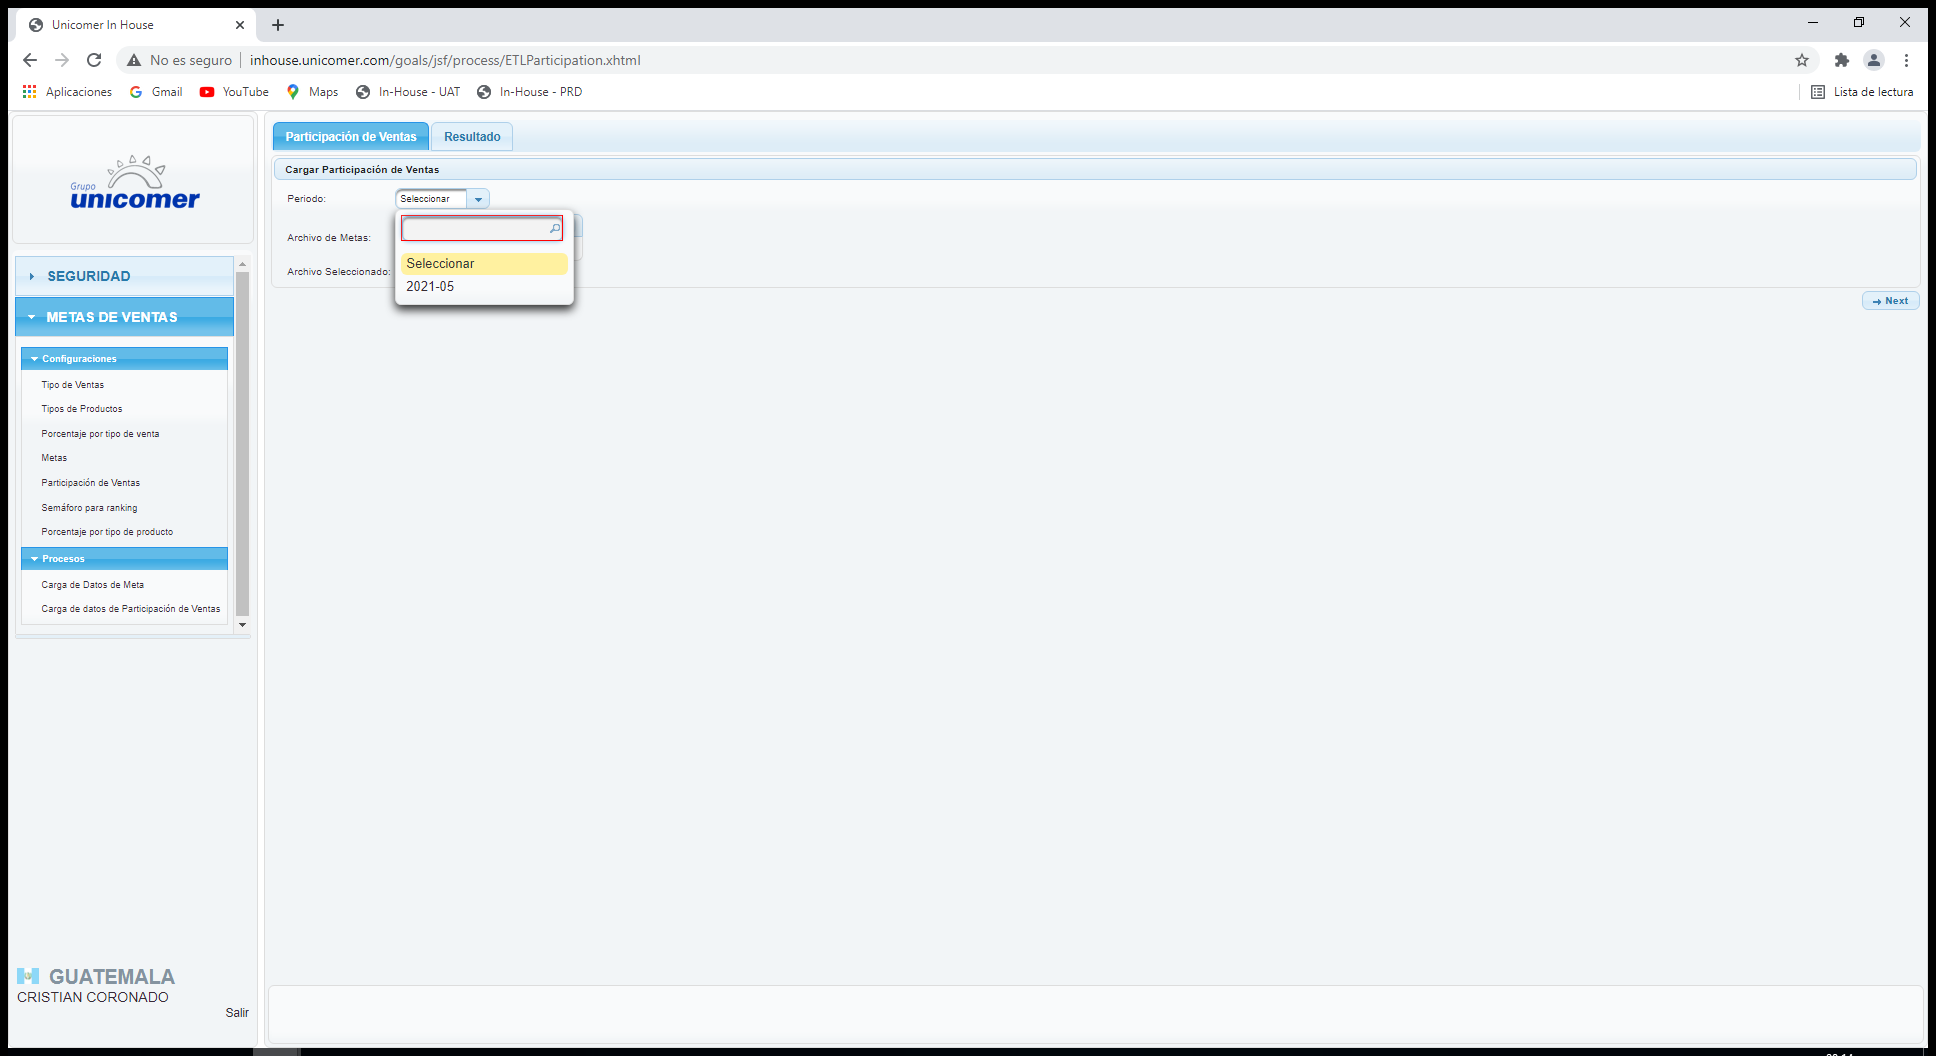 Unicomer In House
No es seguro inhouse.unicomer.com/goals/jsf/process/ETLParticipation.xhtml
Aplicaciones Gmail YouTube Maps In-House - UAT In-House - PRD Lista de lectura
Grupo
unicomer
SEGURIDAD
METAS DE VENTAS
Configuraciones
Tipo de Ventas
Tipos de Productos
Porcentaje por tipo de venta
Metas
Participación de Ventas
Semáforo para ranking
Porcentaje por tipo de producto
Procesos
Carga de Datos de Meta
Carga de datos de Participación de Ventas
GUATEMALA
CRISTIAN CORONADO
Salir
Participación de Ventas Resultado
Cargar Participación de Ventas
Periodo: Seleccionar
Archivo de Metas:
Archivo Seleccionado:
Seleccionar
2021-05
Next